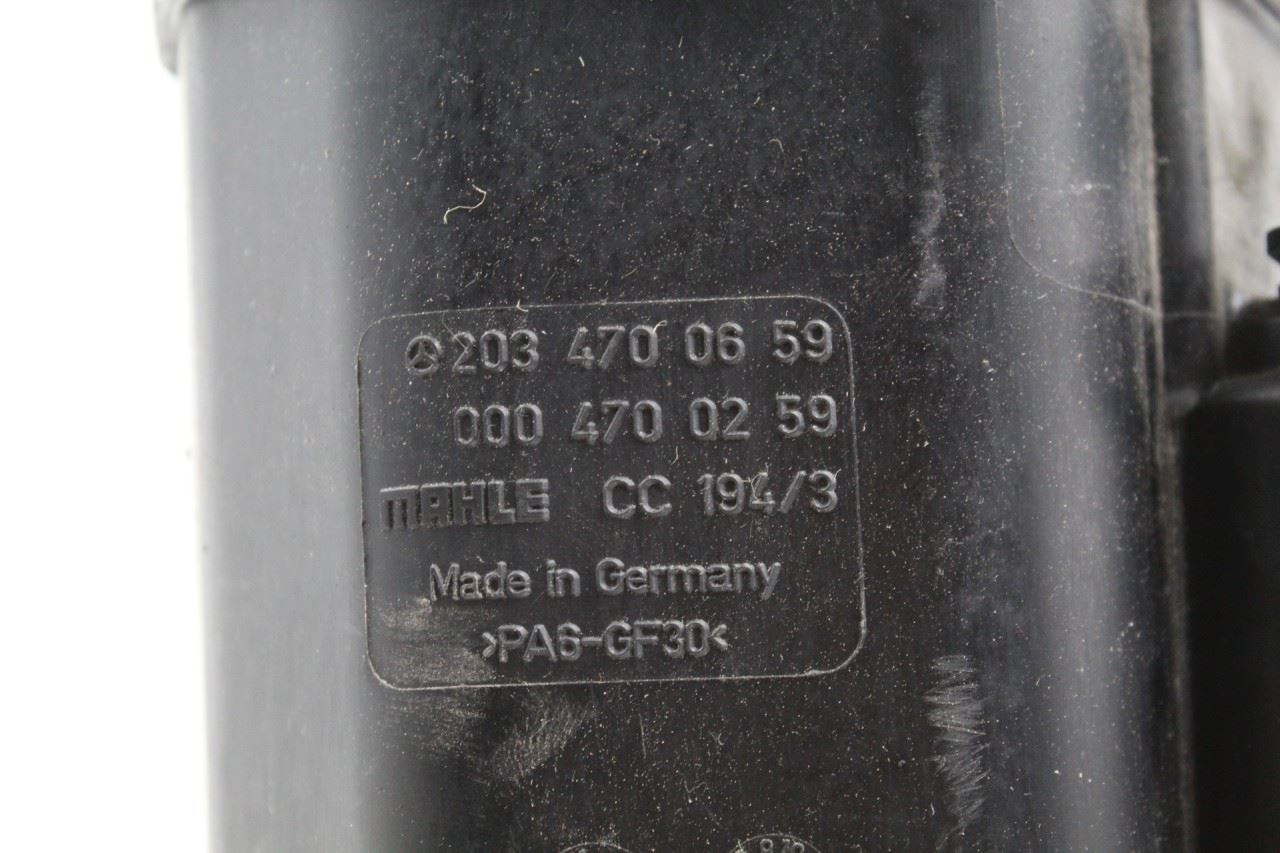 203 470 06 59
000 470 02 59
MAHLE CC 194/3
Made in Germany
>PA6-GF30<